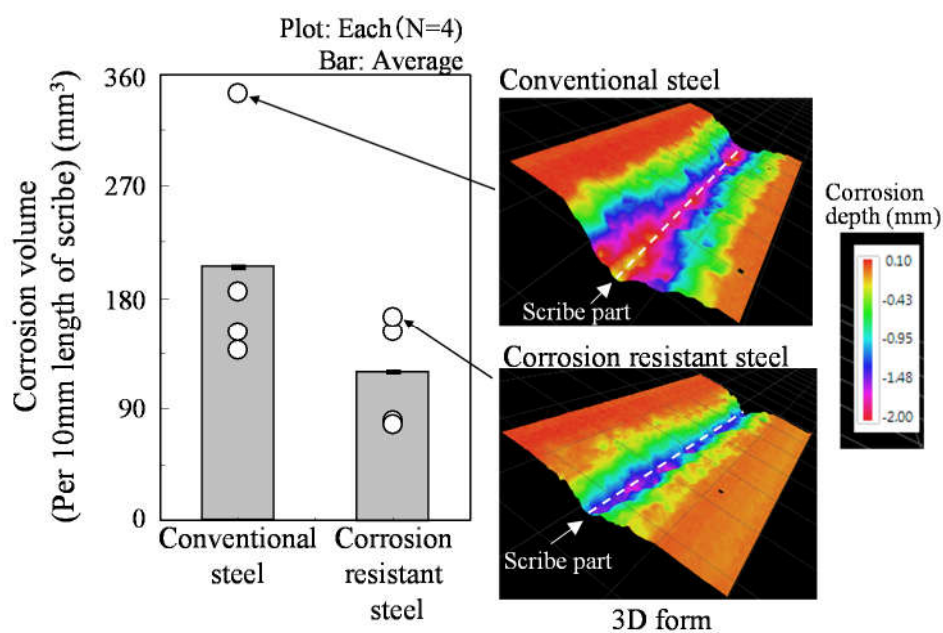 Plot: Each (N=4)
Bar: Average
Corrosion volume
(Per 10mm length of scribe) (mm³)
360
270
180
90
0
Conventional
steel
Corrosion
resistant
steel
Conventional steel
Scribe part
Corrosion resistant steel
Scribe part
3D form
Corrosion
depth (mm)
0.10
-0.43
-0.95
-1.48
-2.00